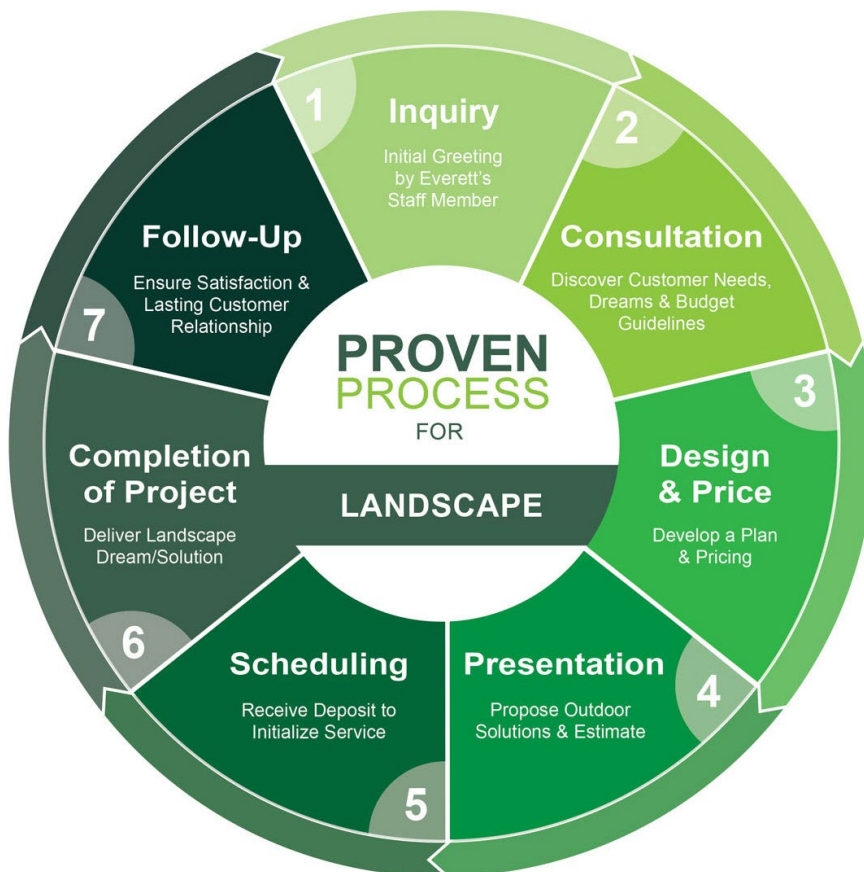 PROVEN
PROCESS
FOR
LANDSCAPE
1
Inquiry
Initial Greeting
by Everett's
Staff Member
2
Consultation
Discover Customer Needs,
Dreams & Budget
Guidelines
3
Design
& Price
Develop a Plan
& Pricing
4
Presentation
Propose Outdoor
Solutions & Estimate
5
Scheduling
Receive Deposit to
Initialize Service
6
Completion
of Project
Deliver Landscape
Dream/Solution
7
Follow-Up
Ensure Satisfaction &
Lasting Customer
Relationship